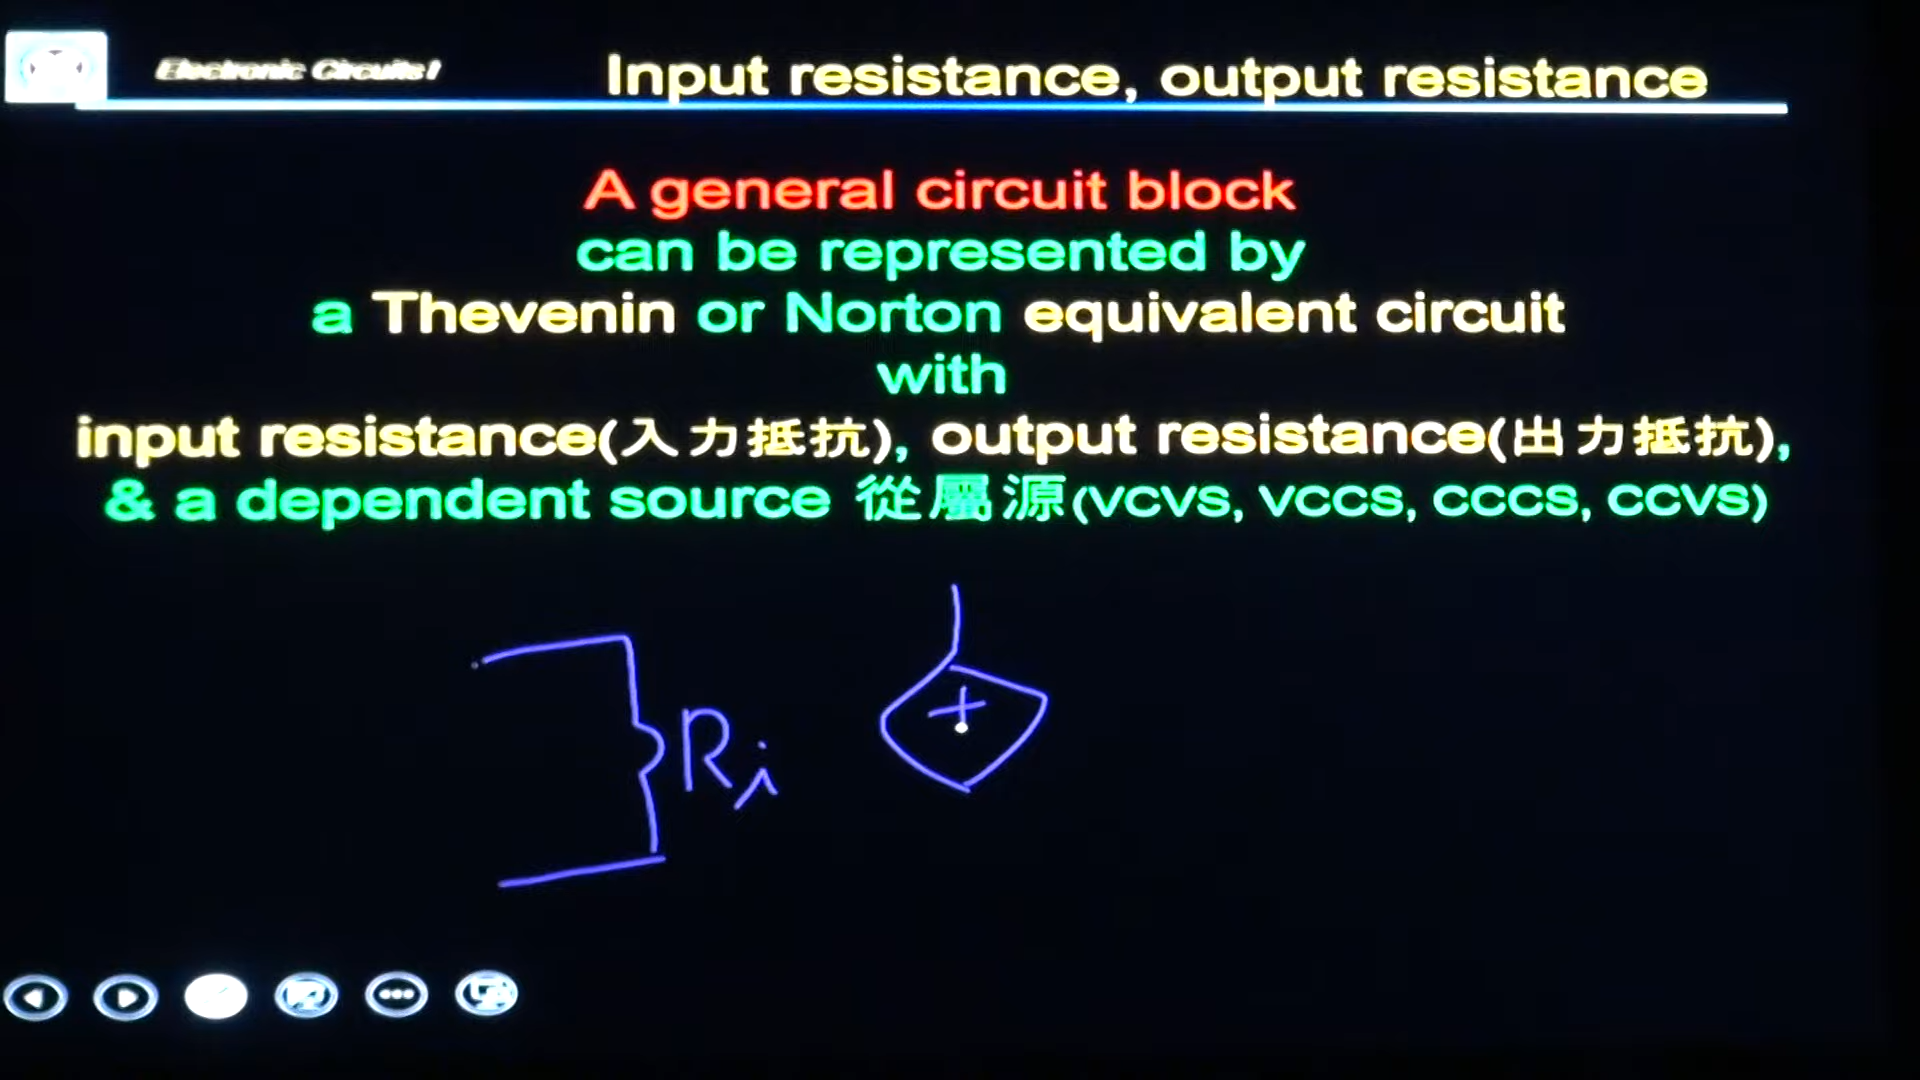 Electronic Circuits I
Input resistance, output resistance
A general circuit block
can be represented by
a Thevenin or Norton equivalent circuit
with
input resistance(入力抵抗), output resistance(出力抵抗),
& a dependent source 從屬源(VCVS, VCCS, CCCS, CCVS)
+
Ri